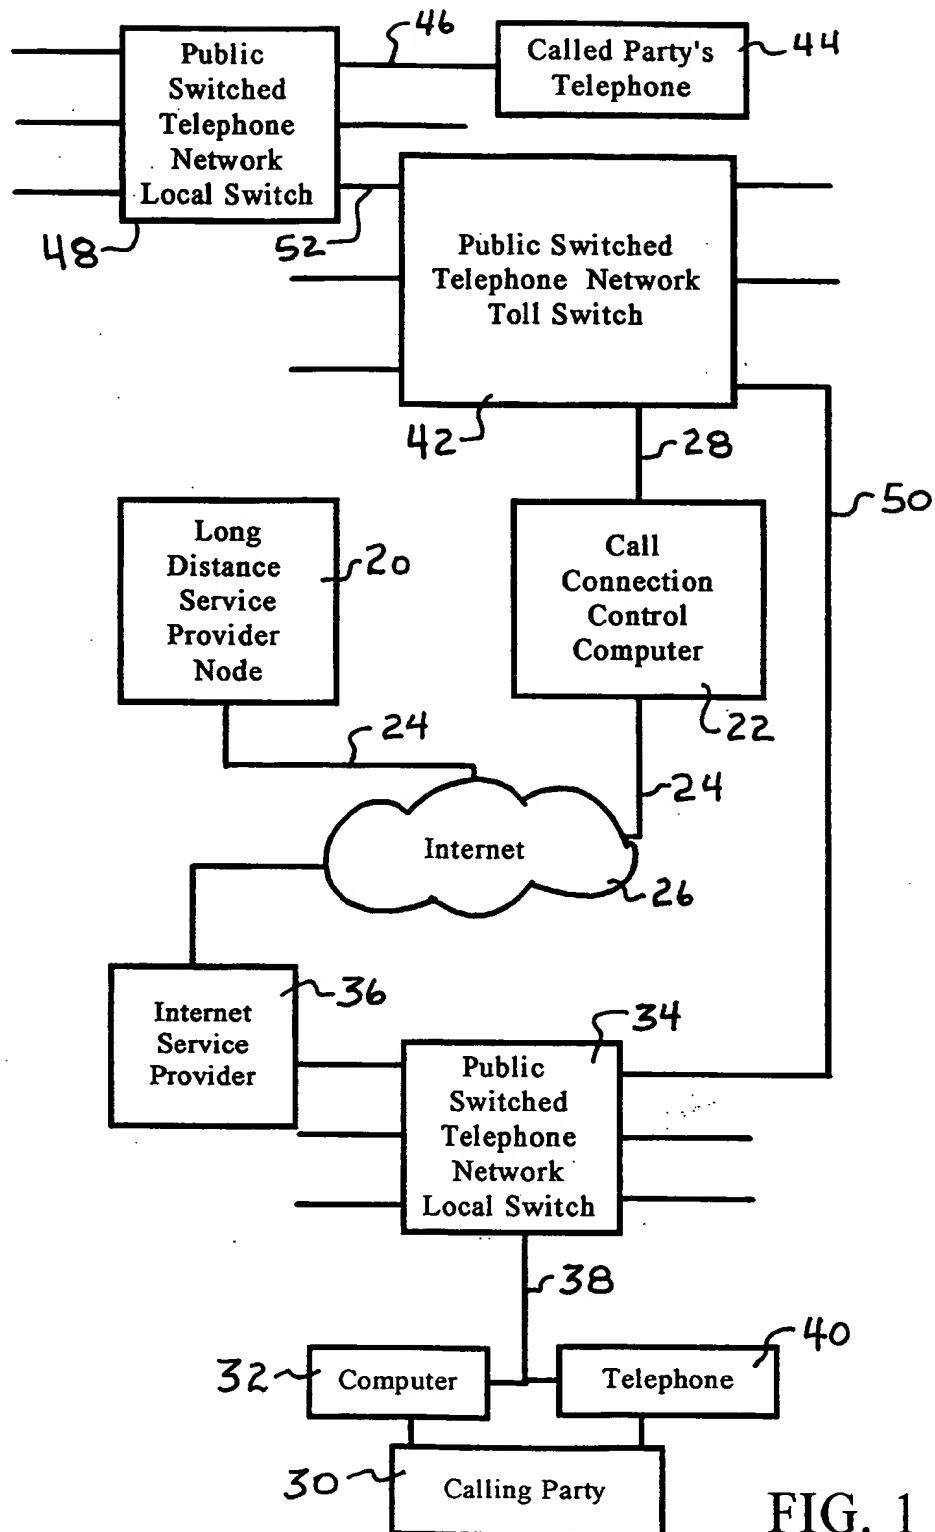 46
Public
Switched
Telephone
Network
Local Switch
Called Party's
Telephone
44
48
52
Public Switched
Telephone Network
Toll Switch
42
28
50
Long
Distance
Service
Provider
Node
20
Call
Connection
Control
Computer
22
24
24
Internet
26
Internet
Service
Provider
36
34
Public
Switched
Telephone
Network
Local Switch
38
32
Computer
Telephone
40
30
Calling Party
FIG. 1